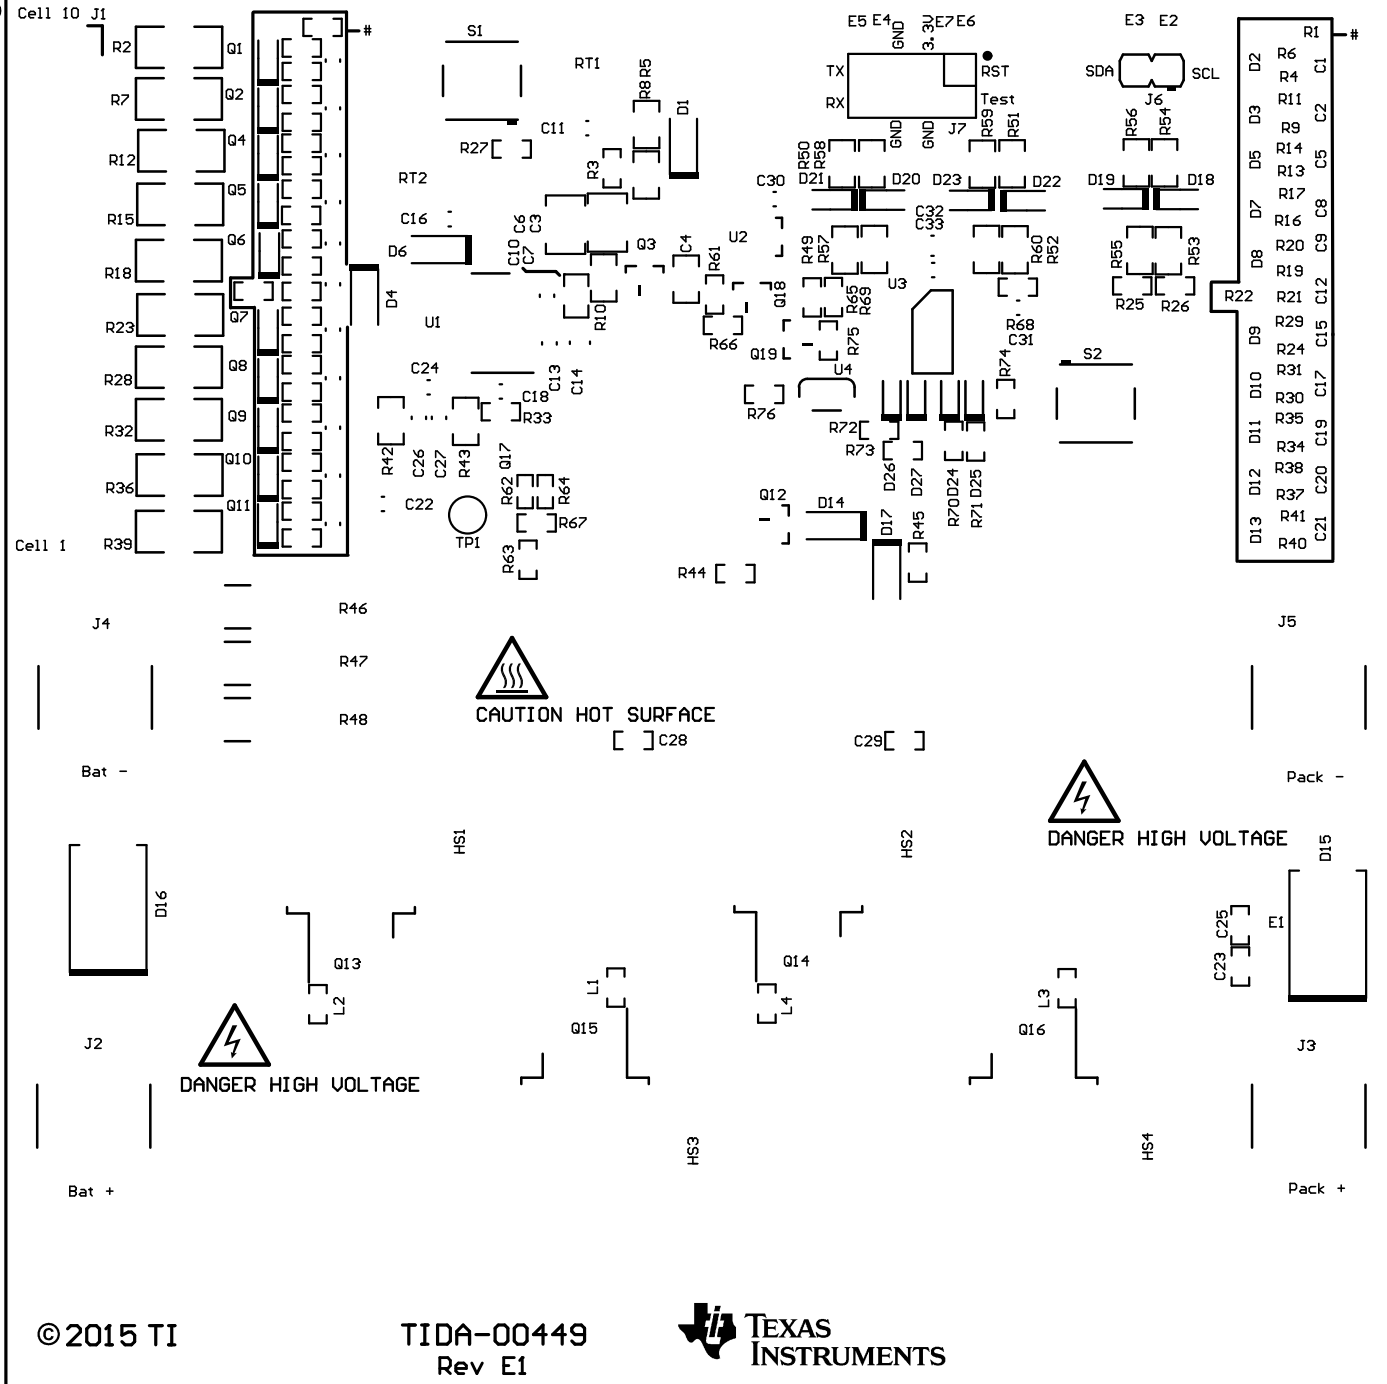 Cell 10 J1
#
S1
E5 E4 GND 3.3V E7 E6
E3 E2
R1 #
R2 Q1
RT1
R8 R5
TX RST
SDA SCL
D2 R6 C1
R4
R7 Q2
C11
D1
RX Test
J6
R11
D3 C2
R9
R12 Q4
R27
R3
GND GND J7
R50 R58 R59 R51 R56 R54
R14
D5 C5
R13
RT2
Q5
C30
D21 D20 D23 D22 D19 D18
R17
R15
C16
C6 C3
C32
C33
D7 C8
R16
Q6
D6
C10 C7
Q3 C4 R61 U2
R49 R57 R60 R52 R55 R53
R20 C9
D8
R19
R18
D4
R10
Q18 R65 R69 U3
R25 R26
R22 R21 C12
R23 Q7
U1
R66
Q19 R75
R68
C31
R29
D9 C15
R24
R28 Q8
C24
C18
C13 C14
U4
R74 S2
R31
D10 C17
R30
R32 Q9
R33
R76
R72
R73
R35
D11 C19
R34
Q10
R42 C26 C27 R43 Q17
D26 D27 R70 D24 R71 D25
R38
D12 C20
R37
R36
R62 R64
Q11
C22
TP1
R67
Q12 D14 D17 R45
R41
D13 C21
R40
Cell 1 R39
R63
R44
R46
J4
J5
R47
R48
CAUTION HOT SURFACE
C28 C29
Bat -
Pack -
HS1 HS2
DANGER HIGH VOLTAGE
D15
D16
C25 E1
C23
Q13 Q14
L2 L1 L4 L3
Q15 Q16
J2 J3
DANGER HIGH VOLTAGE
HS3 HS4
Bat +
Pack +
©2015 TI
TIDA-00449
Rev E1
TEXAS
INSTRUMENTS